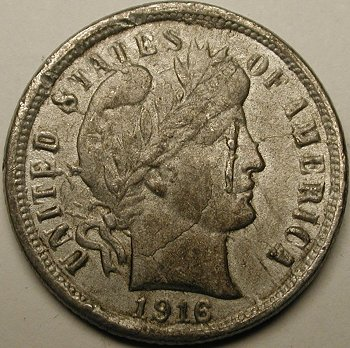 UNITED STATES OF AMERICA
1916